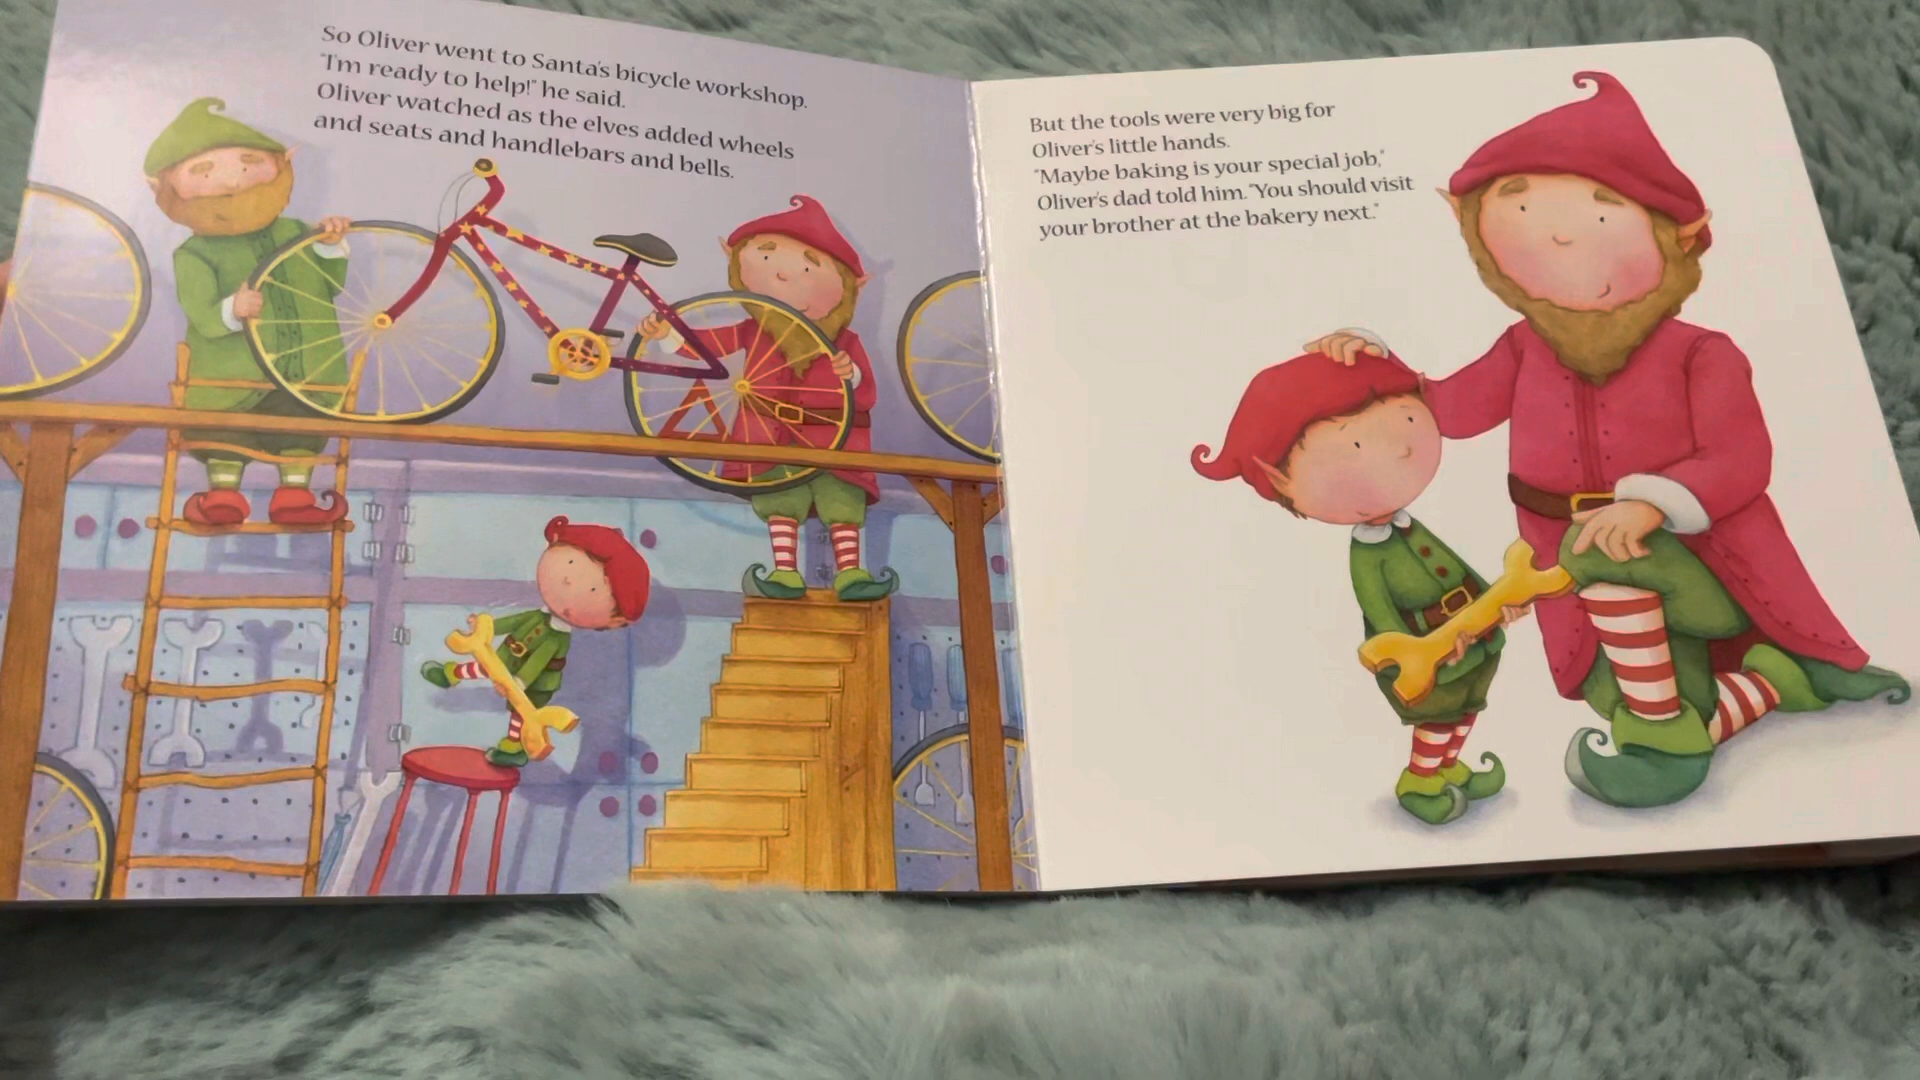 So Oliver went to Santa's bicycle workshop.
"I'm ready to help!" he said.
Oliver watched as the elves added wheels
and seats and handlebars and bells.
But the tools were very big for
Oliver's little hands.
"Maybe baking is your special job,"
Oliver's dad told him. "You should visit
your brother at the bakery next."